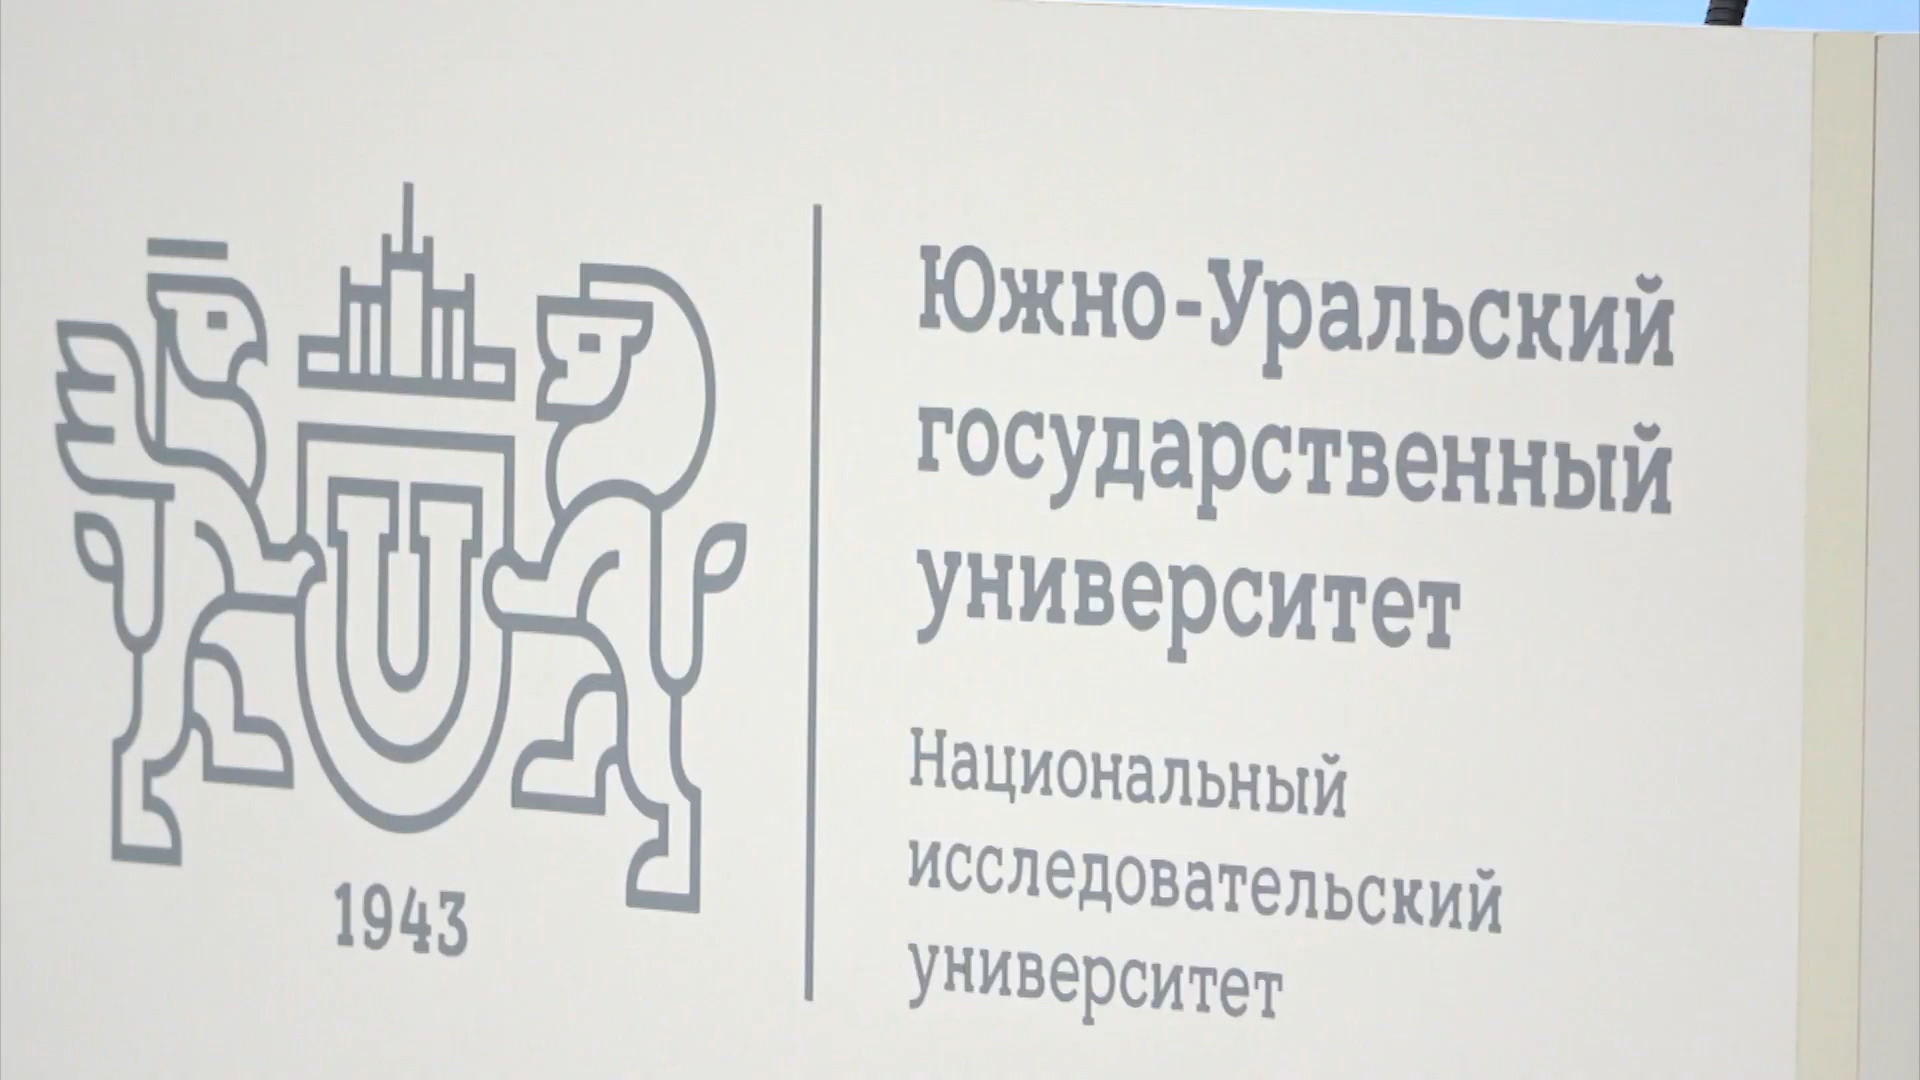 Южно-Уральский
государственный
университет
Национальный
исследовательский
университет
U
1943